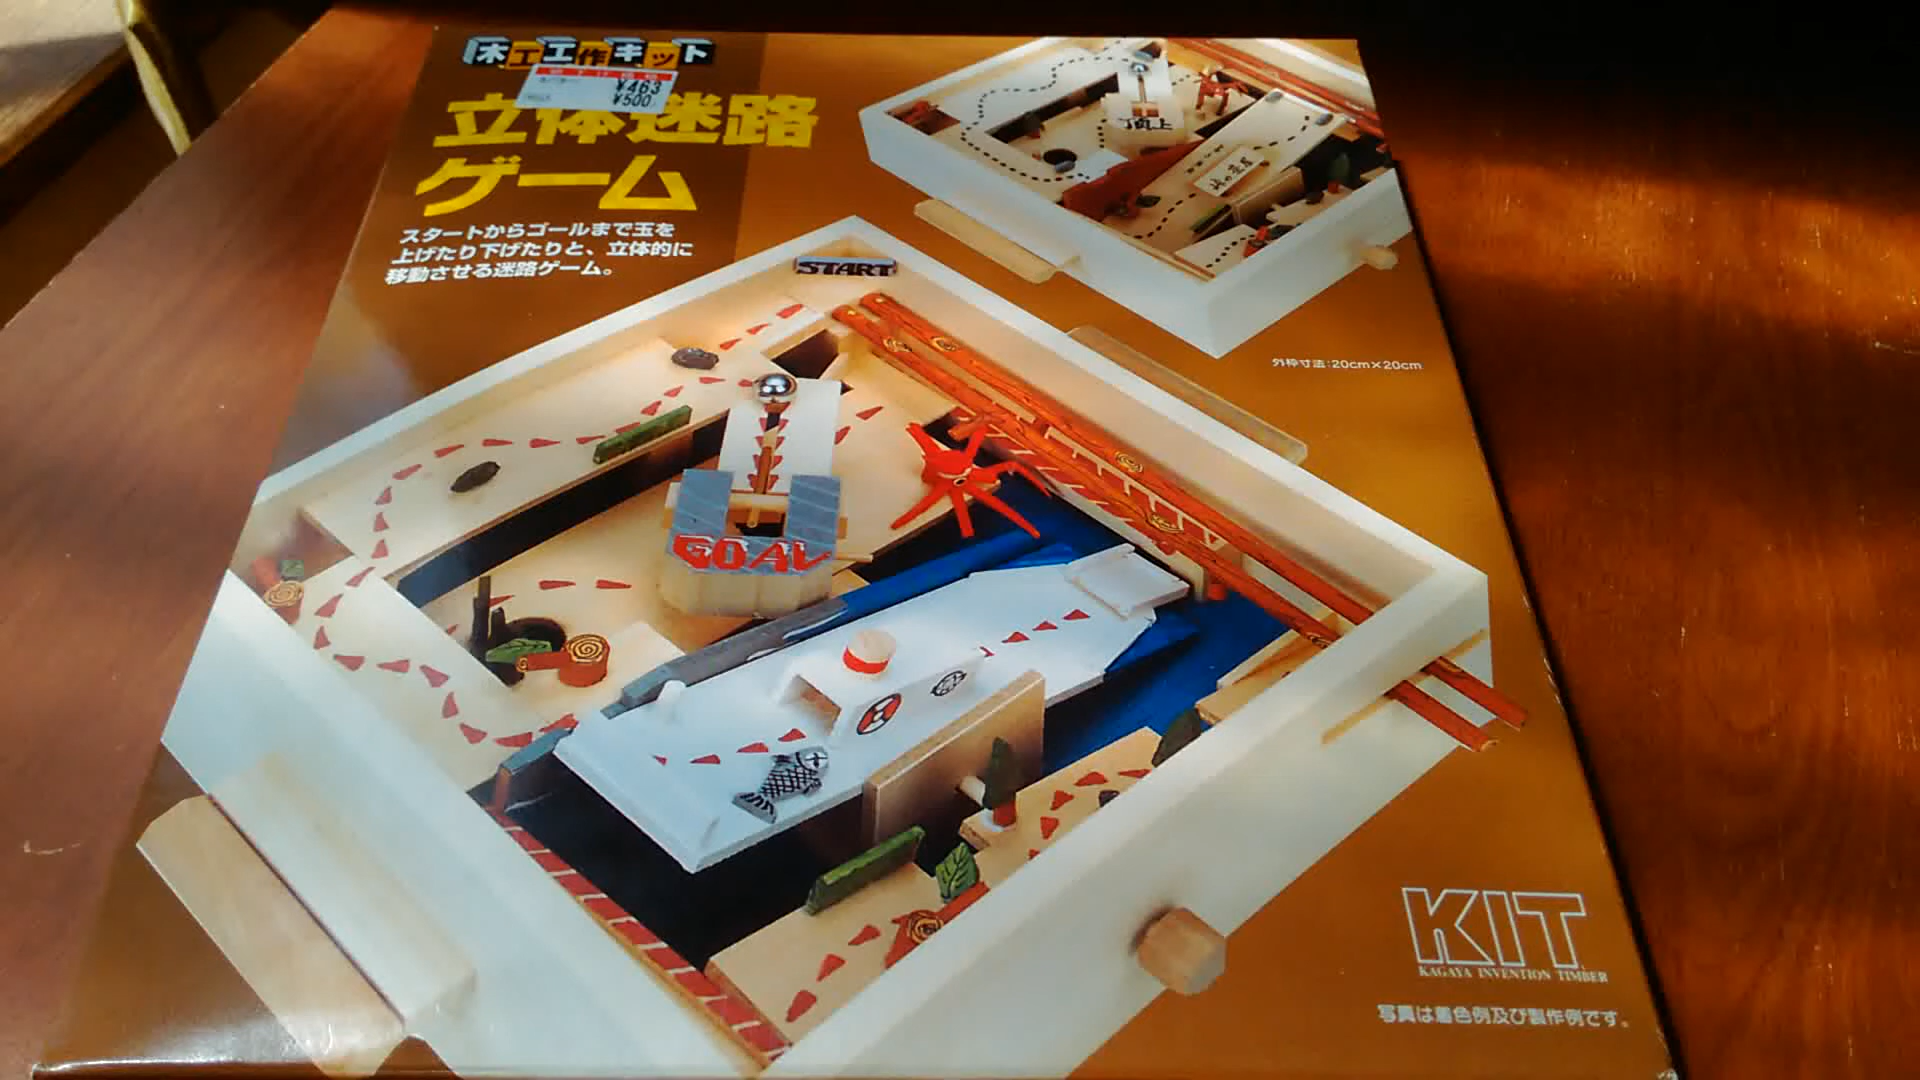 木工工作キット
¥463
¥500
立体迷路
ゲーム
スタートからゴールまで玉を
上げたり下げたりと、立体的に
移動させる迷路ゲーム。
頂上
峠の茶屋
外枠寸法:20cm×20cm
START
GOAL
KIT
KAGAYA INVENTION TIMBER
写真は着色例及び製作例です。